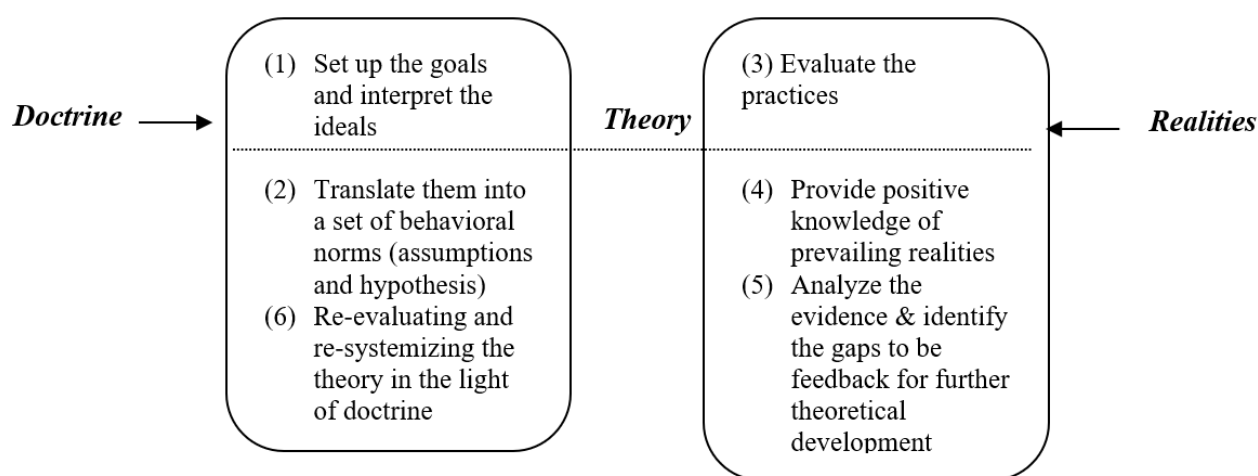 Doctrine
(1) Set up the goals
and interpret the
ideals
(2) Translate them into
a set of behavioral
norms (assumptions
and hypothesis)
(6) Re-evaluating and
re-systemizing the
theory in the light
of doctrine
Theory
(3) Evaluate the
practices
(4) Provide positive
knowledge of
prevailing realities
(5) Analyze the
evidence & identify
the gaps to be
feedback for further
theoretical
development
Realities